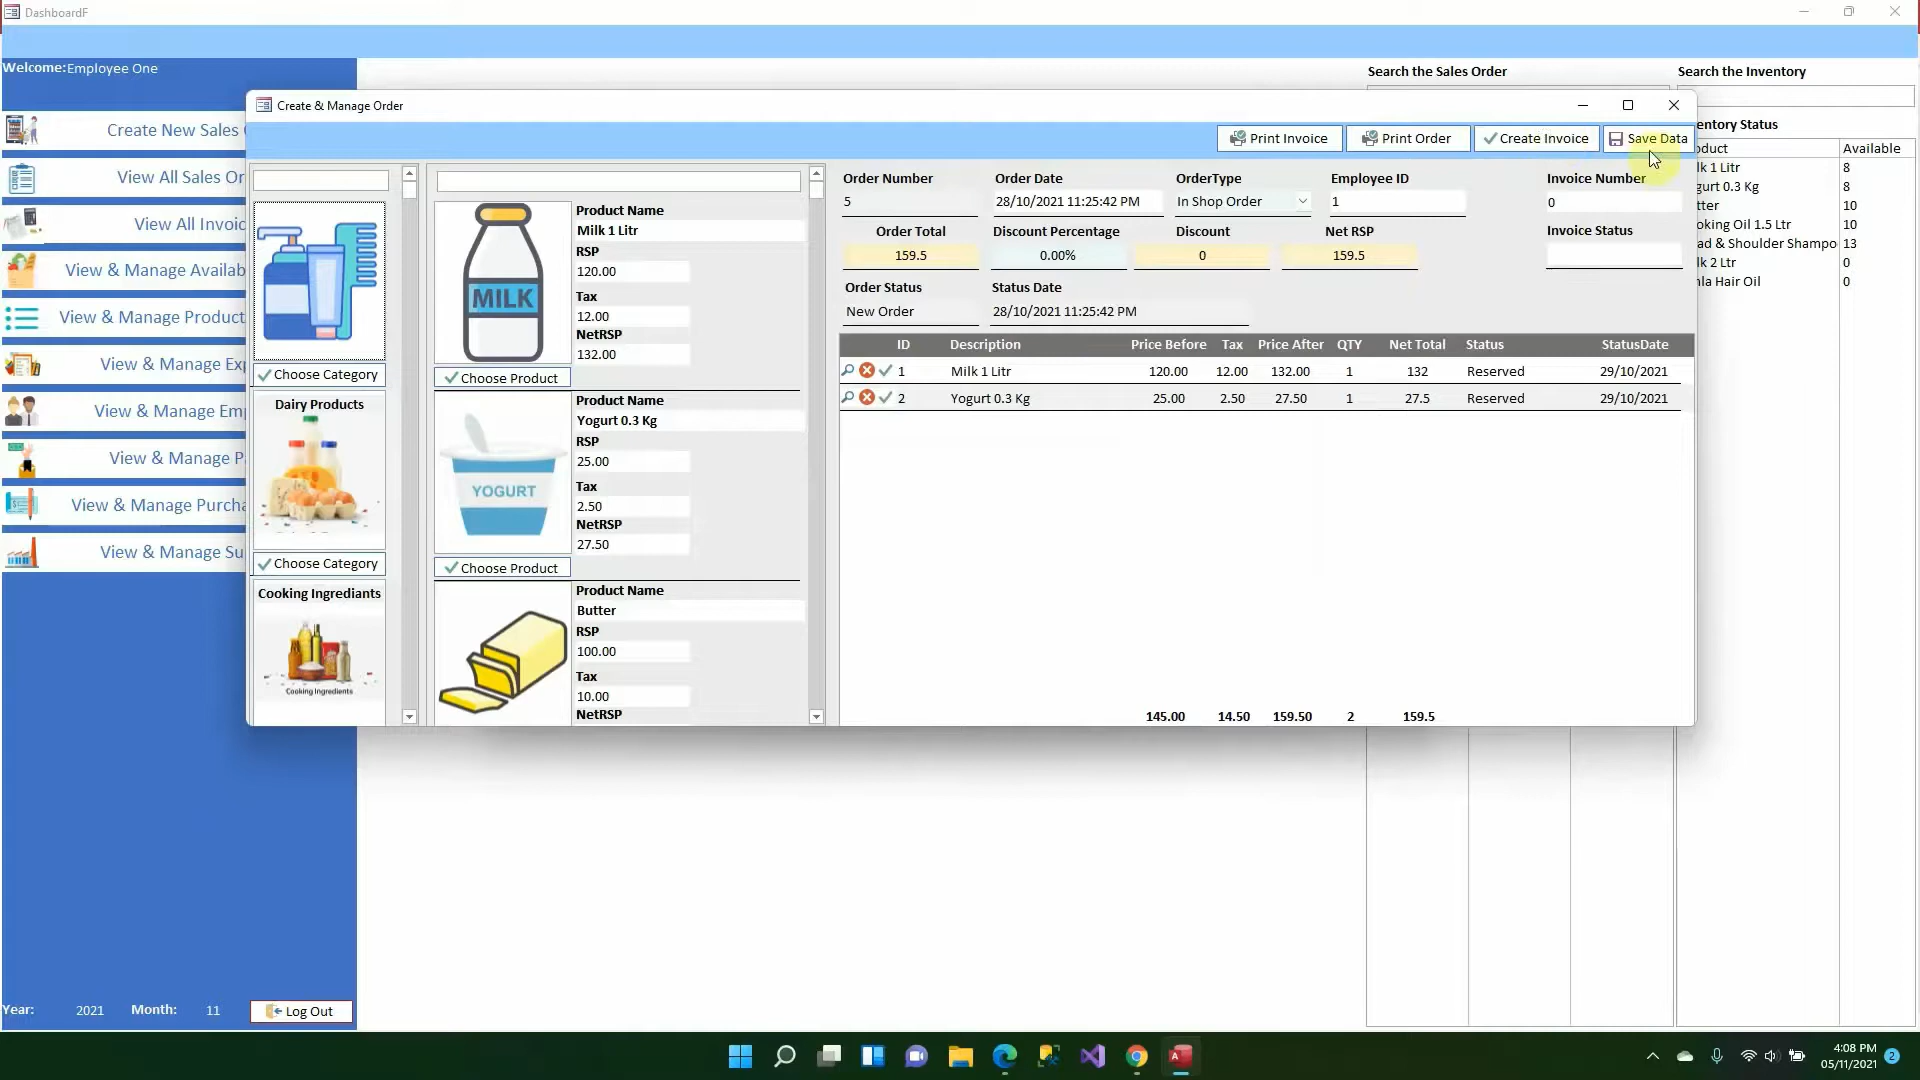 DashboardF
Welcome:Employee One
Search the Sales Order
Search the Inventory
Create New Sales
View All Sales Or
View All Invoic
View & Manage Availab
View & Manage Product
View & Manage Exp
View & Manage Em
View & Manage P
View & Manage Purcha
View & Manage Su
Year: 2021 Month: 11
Log Out
Create & Manage Order
Print Invoice
Print Order
Create Invoice
Save Data
Choose Category
Dairy Products
Choose Category
Cooking Ingrediants
Cooking Ingredients
MILK
Product Name
Milk 1 Litr
RSP
120.00
Tax
12.00
NetRSP
132.00
Choose Product
YOGURT
Product Name
Yogurt 0.3 Kg
RSP
25.00
Tax
2.50
NetRSP
27.50
Choose Product
Product Name
Butter
RSP
100.00
Tax
10.00
NetRSP
Order Number Order Date OrderType Employee ID Invoice Number
5 28/10/2021 11:25:42 PM In Shop Order 1 0
Order Total Discount Percentage Discount Net RSP Invoice Status
159.5 0.00% 0 159.5
Order Status Status Date
New Order 28/10/2021 11:25:42 PM
ID Description Price Before Tax Price After QTY Net Total Status StatusDate
1 Milk 1 Litr 120.00 12.00 132.00 1 132 Reserved 29/10/2021
2 Yogurt 0.3 Kg 25.00 2.50 27.50 1 27.5 Reserved 29/10/2021
145.00 14.50 159.50 2 159.5
entory Status
duct Available
lk 1 Litr 8
gurt 0.3 Kg 8
tter 10
oking Oil 1.5 Ltr 10
ad & Shoulder Shampo 13
lk 2 Ltr 0
la Hair Oil 0
4:08 PM
05/11/2021
2